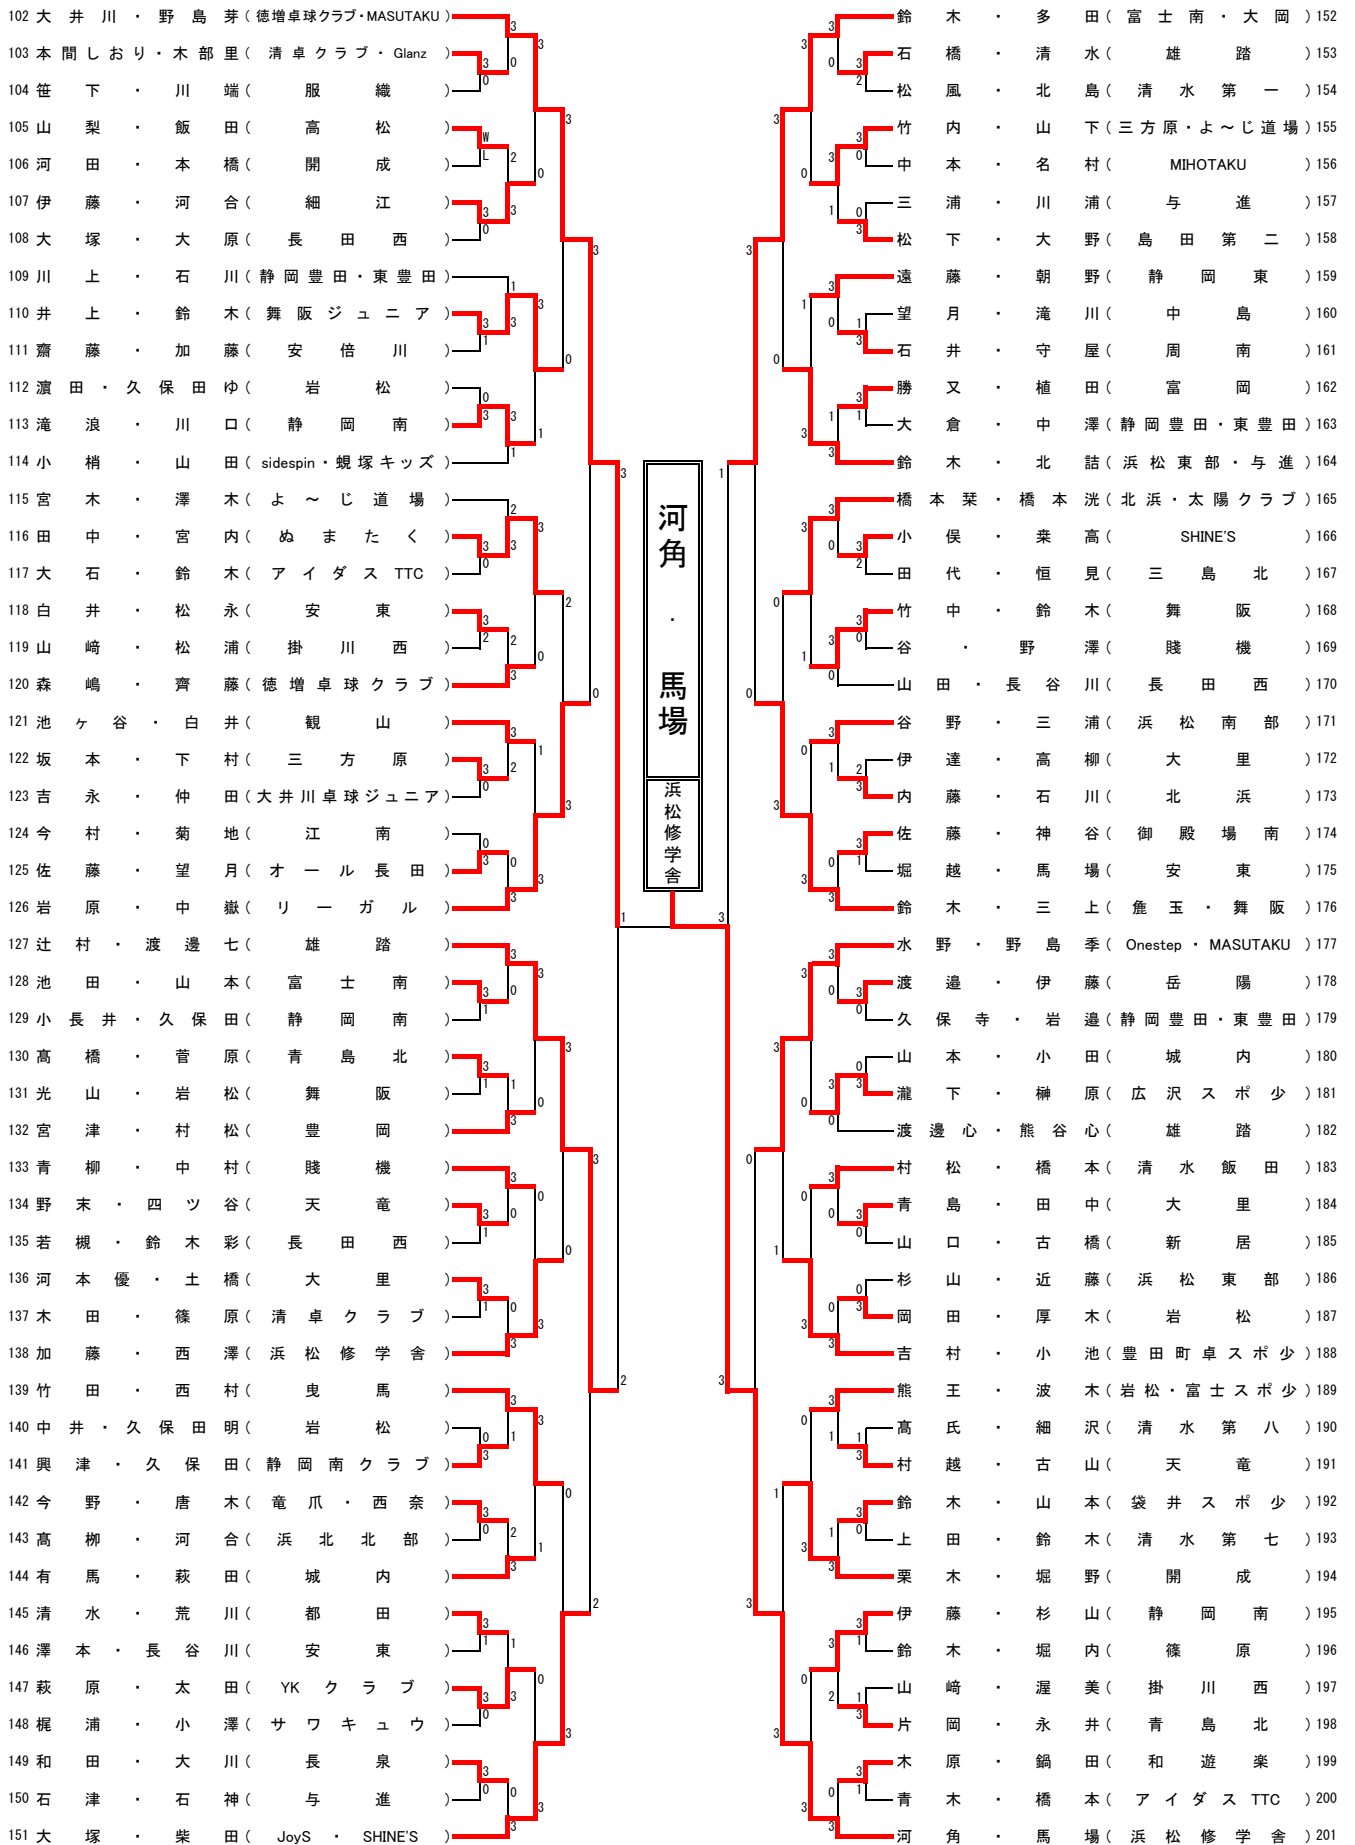 102 大井川・野島芽(徳増卓球クラブ・MASUTAKU)
103 本間しおり・木部里(清卓クラブ・Glanz)
104 笹下・川端(服織)
105 山梨・飯田(高松)
106 河田・本橋(開成)
107 伊藤・河合(細江)
108 大塚・大原(長田西)
109 川上・石川(静岡豊田・東豊田)
110 井上・鈴木(舞阪ジュニア)
111 齋藤・加藤(安倍川)
112 濵田・久保田ゆ(岩松)
113 滝浪・川口(静岡南)
114 小梢・山田(sidespin・蜆塚キッズ)
115 宮木・澤木(よ～じ道場)
116 田中・宮内(ぬまたく)
117 大石・鈴木(アイダスTTC)
118 白井・松永(安東)
119 山﨑・松浦(掛川西)
120 森嶋・齊藤(徳増卓球クラブ)
121 池ヶ谷・白井(観山)
122 坂本・下村(三方原)
123 吉永・仲田(大井川卓球ジュニア)
124 今村・菊地(江南)
125 佐藤・望月(オール長田)
126 岩原・中嶽(リーガル)
127 辻村・渡邊七(雄踏)
128 池田・山本(富士南)
129 小長井・久保田(静岡南)
130 髙橋・菅原(青島北)
131 光山・岩松(舞阪)
132 宮津・村松(豊岡)
133 青柳・中村(賤機)
134 野末・四ツ谷(天竜)
135 若槻・鈴木彩(長田西)
136 河本優・土橋(大里)
137 木田・篠原(清卓クラブ)
138 加藤・西澤(浜松修学舎)
139 竹田・西村(曳馬)
140 中井・久保田明(岩松)
141 興津・久保田(静岡南クラブ)
142 今野・唐木(竜爪・西奈)
143 髙栁・河合(浜北北部)
144 有馬・萩田(城内)
145 清水・荒川(都田)
146 澤本・長谷川(安東)
147 萩原・太田(YKクラブ)
148 梶浦・小澤(サワキュウ)
149 和田・大川(長泉)
150 石津・石神(与進)
151 大塚・柴田(JoyS・SHINE'S)
河角・馬場
浜松修学舎
鈴木・多田(富士南・大岡)152
石橋・清水(雄踏)153
松風・北島(清水第一)154
竹内・山下(三方原・よ～じ道場)155
中本・名村(MIHOTAKU)156
三浦・川浦(与進)157
松下・大野(島田第二)158
遠藤・朝野(静岡東)159
望月・滝川(中島)160
石井・守屋(周南)161
勝又・植田(富岡)162
大倉・中澤(静岡豊田・東豊田)163
鈴木・北詰(浜松東部・与進)164
橋本栞・橋本洸(北浜・太陽クラブ)165
小俣・桒高(SHINE'S)166
田代・恒見(三島北)167
竹中・鈴木(舞阪)168
谷・野澤(賤機)169
山田・長谷川(長田西)170
谷野・三浦(浜松南部)171
伊達・高柳(大里)172
内藤・石川(北浜)173
佐藤・神谷(御殿場南)174
堀越・馬場(安東)175
鈴木・三上(麁玉・舞阪)176
水野・野島季(Onestep・MASUTAKU)177
渡邉・伊藤(岳陽)178
久保寺・岩邉(静岡豊田・東豊田)179
山本・小田(城内)180
瀧下・榊原(広沢スポ少)181
渡邊心・熊谷心(雄踏)182
村松・橋本(清水飯田)183
青島・田中(大里)184
山口・古橋(新居)185
杉山・近藤(浜松東部)186
岡田・厚木(岩松)187
吉村・小池(豊田町卓スポ少)188
熊王・波木(岩松・富士スポ少)189
髙氏・細沢(清水第八)190
村越・古山(天竜)191
鈴木・山本(袋井スポ少)192
上田・鈴木(清水第七)193
栗木・堀野(開成)194
伊藤・杉山(静岡南)195
鈴木・堀内(篠原)196
山﨑・渥美(掛川西)197
片岡・永井(青島北)198
木原・鍋田(和遊楽)199
青木・橋本(アイダスTTC)200
河角・馬場(浜松修学舎)201